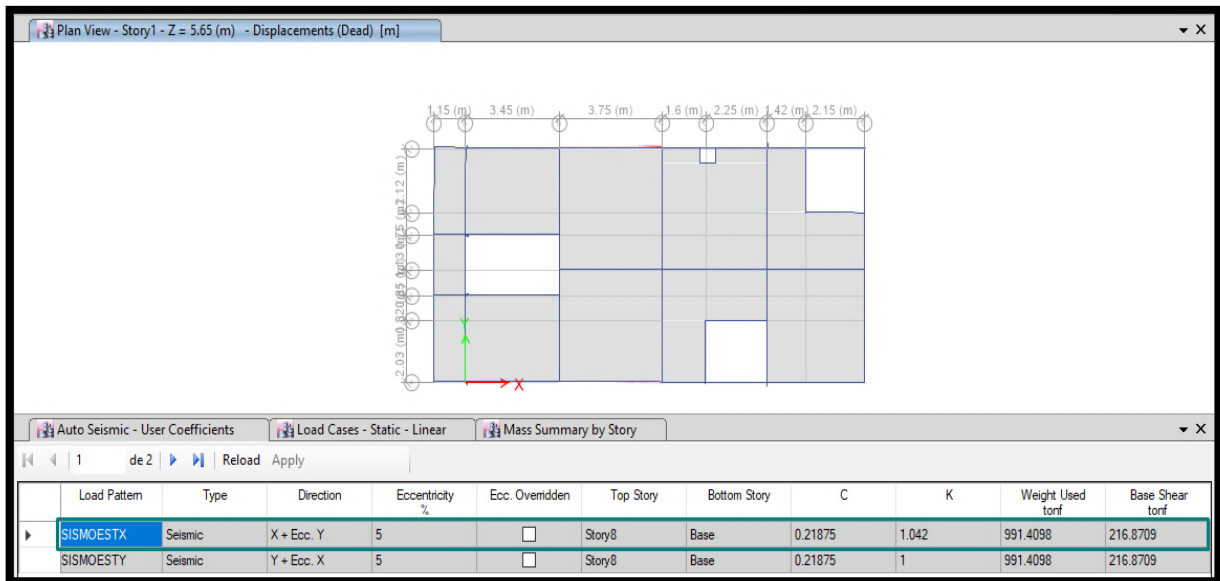 Plan View - Story1 - Z = 5.65 (m) - Displacements (Dead) [m]
1.15 (m) 3.45 (m) 3.75 (m) 1.6 (m) 2.25 (m) 1.42 (m) 2.15 (m)
2.03 (m)
Y
X
Auto Seismic - User Coefficients Load Cases - Static - Linear Mass Summary by Story
1 de 2 Reload Apply
Load Pattern Type Direction Eccentricity % Ecc. Overridden Top Story Bottom Story C K Weight Used tonf Base Shear tonf
SISMOESTX Seismic X + Ecc. Y 5 Story8 Base 0.21875 1.042 991.4098 216.8709
SISMOESTY Seismic Y + Ecc. X 5 Story8 Base 0.21875 1 991.4098 216.8709